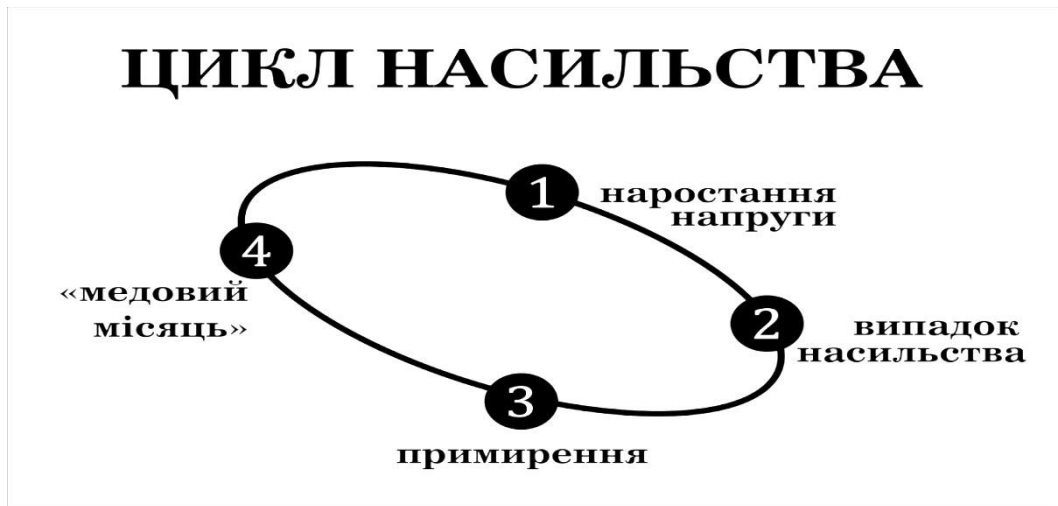 ЦИКЛ НАСИЛЬСТВА
1
наростання
напруги
2
випадок
насильства
3
примирення
4
«медовий
місяць»